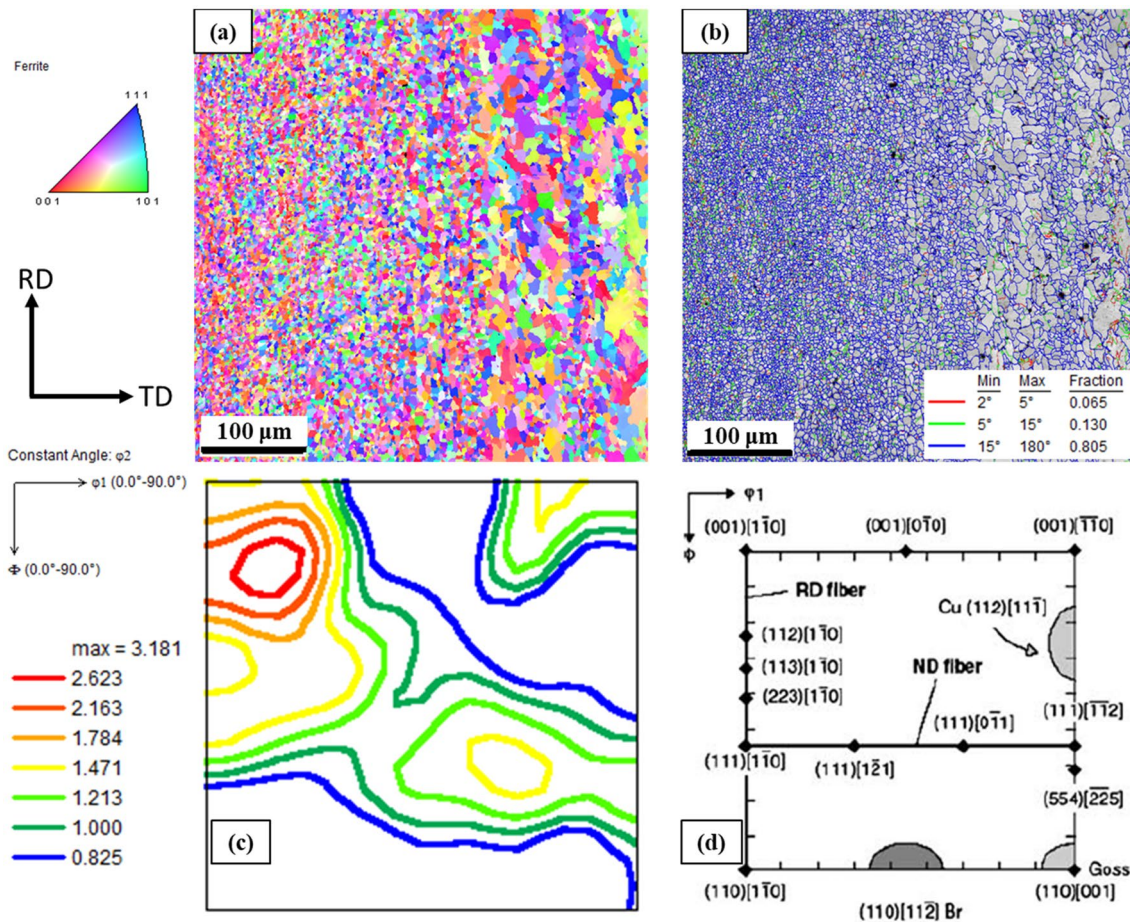 (a)
(b)
Ferrite
1 1 1
0 0 1
1 0 1
RD
TD
100 µm
100 µm
Min Max Fraction
2° 5° 0.065
5° 15° 0.130
15° 180° 0.805
Constant Angle: φ2
φ1 (0.0°-90.0°)
Φ (0.0°-90.0°)
max = 3.181
2.623
2.163
1.784
1.471
1.213
1.000
0.825
(c)
φ1
ϕ
(001)[11̅0]
(001)[01̅0]
(001)[1̅1̅0]
RD fiber
Cu (112)[111̅]
(112)[11̅0]
(113)[11̅0]
ND fiber
(223)[11̅0]
(111)[1̅1̅2]
(111)[01̅1]
(111)[11̅0]
(111)[12̅1]
(554)[2̅2̅5]
(d)
Goss
(110)[11̅0]
(110)[112̅] Br
(110)[001]